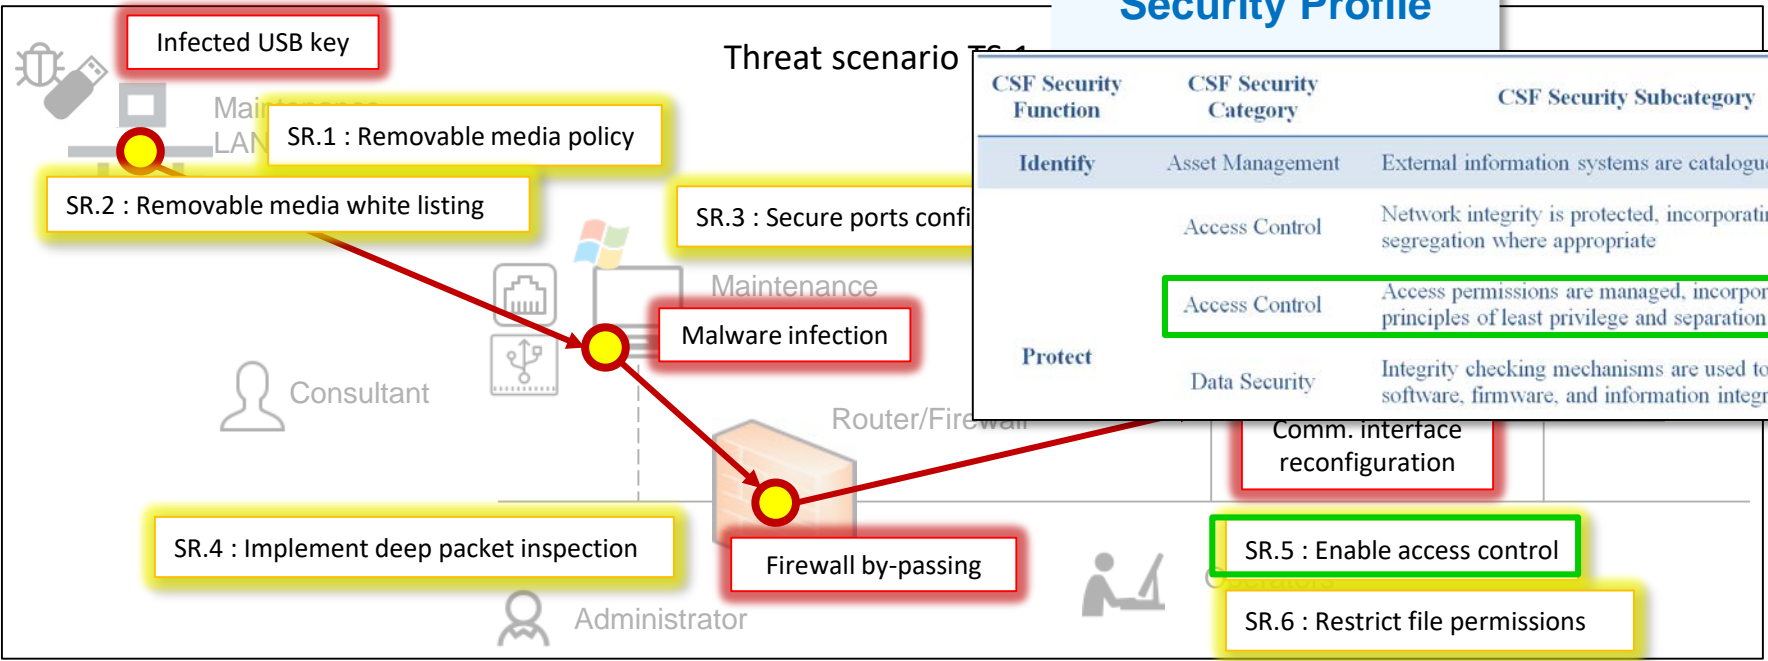 Security Profile
Infected USB key
Threat scenario
CSF Security
Function
CSF Security
Category
CSF Security Subcategory
Maintenance
LAN
SR.1 : Removable media policy
Identify
Asset Management
External information systems are
SR.2 : Removable media white listing
SR.3 : Secure ports
Access Control
Network integrity is protected,
segregation where appropriate
Maintenance
Access Control
Access permissions are managed,
principles of least privilege and separation
Malware infection
Protect
Data Security
Integrity checking mechanisms are used to
software, firmware, and information
Consultant
Router/Firewall
Comm. interface
reconfiguration
SR.4 : Implement deep packet inspection
Firewall by-passing
SR.5 : Enable access control
Operators
Administrator
SR.6 : Restrict file permissions